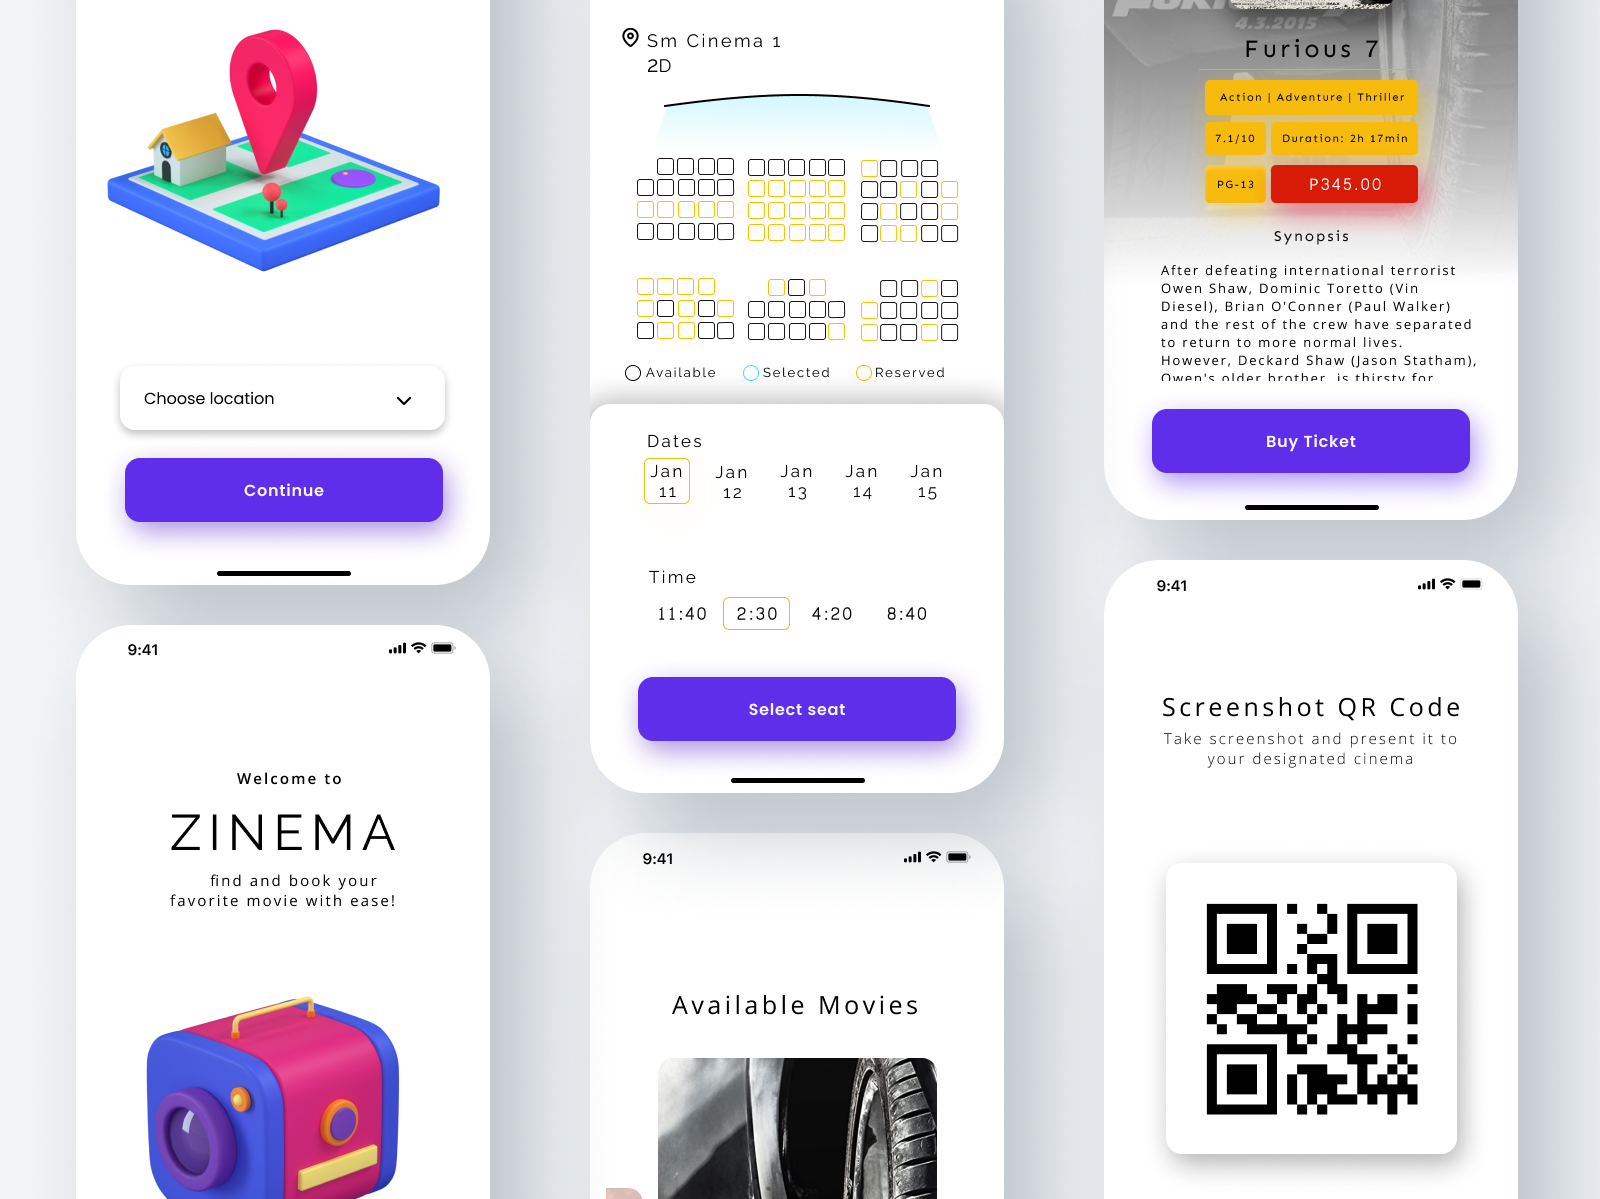 Choose location
Continue
9:41
Welcome to
ZINEMA
find and book your
favorite movie with ease!
Sm Cinema 1
2D
Available
Selected
Reserved
Dates
Jan
11
Jan
12
Jan
13
Jan
14
Jan
15
Time
11:40
2:30
4:20
8:40
Select seat
9:41
Available Movies
4.3.2015
Furious 7
Action | Adventure | Thriller
7.1/10
Duration: 2h 17min
PG-13
P345.00
Synopsis
After defeating international terrorist
Owen Shaw, Dominic Toretto (Vin
Diesel), Brian O'Conner (Paul Walker)
and the rest of the crew have separated
to return to more normal lives.
However, Deckard Shaw (Jason Statham),
Owen's older brother, is thirsty for
Buy Ticket
9:41
Screenshot QR Code
Take screenshot and present it to
your designated cinema